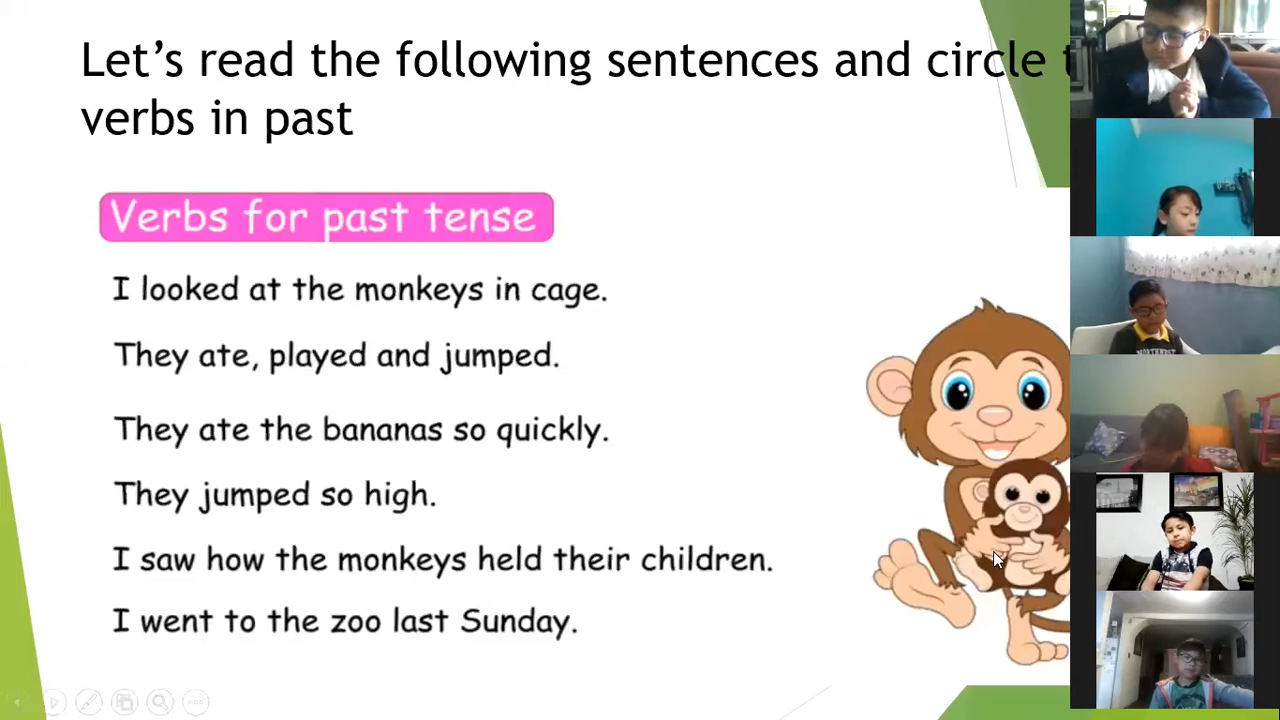 Let's read the following sentences and circle
verbs in past
Verbs for past tense
I looked at the monkeys in cage.
They ate, played and jumped.
They ate the bananas so quickly.
They jumped so high.
I saw how the monkeys held their children.
I went to the zoo last Sunday.